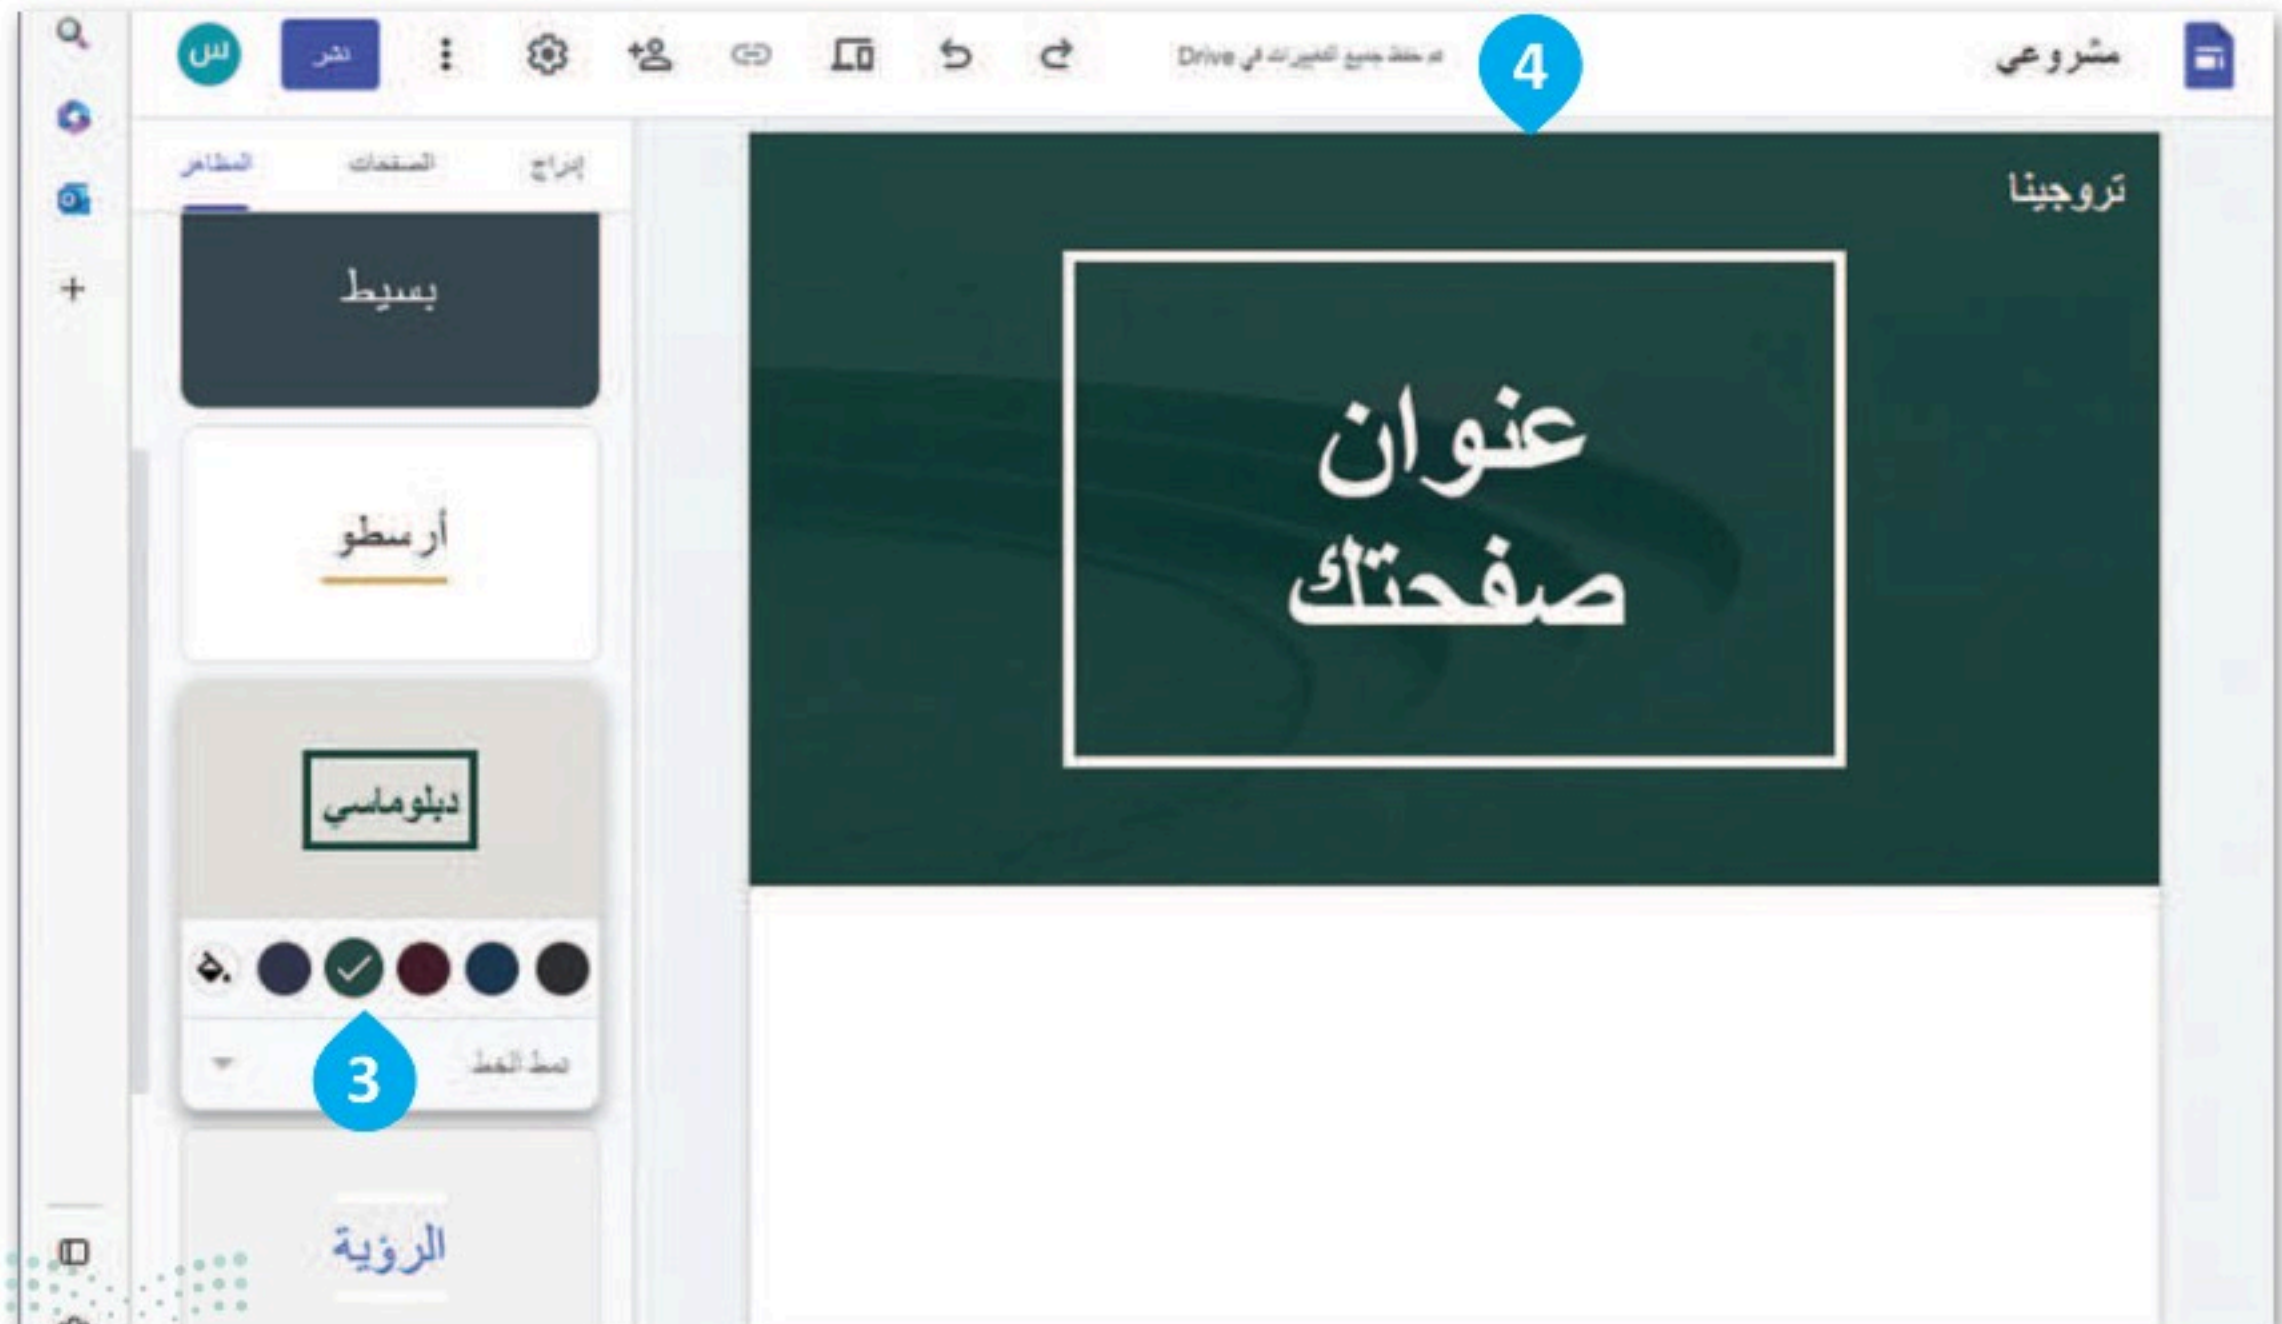 مشروعي
4
تم حفظ جميع التغييرات في Drive
نشر
س
إدراج
الصفحات
المظاهر
تروجينا
عنوان
صفحتك
بسيط
أرسطو
دبلوماسي
نمط الخط
3
الرؤية